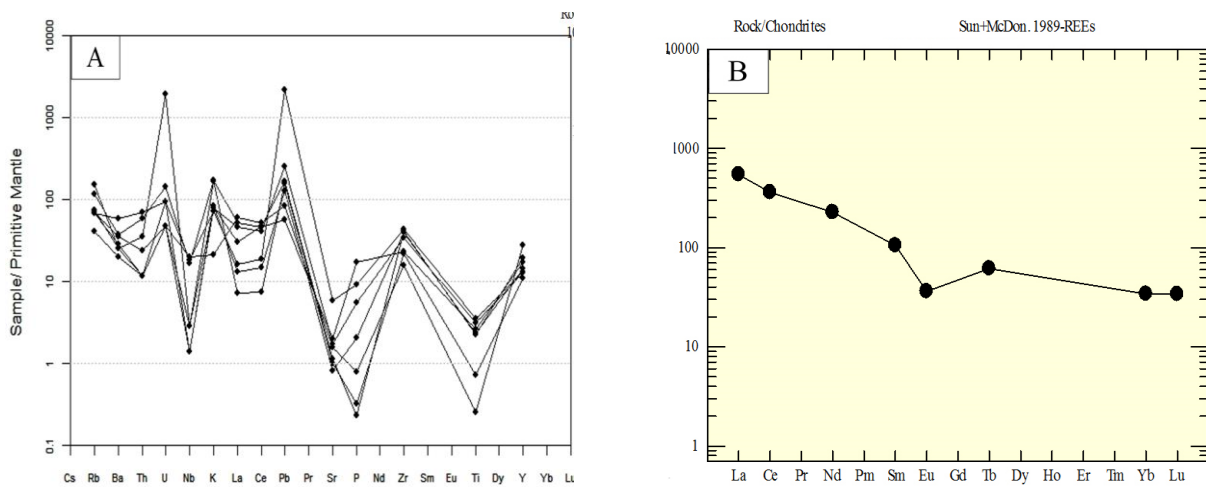 A
10000
1000
100
10
1
0.1
Sample/ Primitive Mantle
Cs Rb Ba Th U Nb K La Ce Pb Pr Sr P Nd Zr Sm Eu Ti Dy Y Yb Lu
Rock/Chondrites Sun+McDon. 1989-REEs
B
10000
1000
100
10
1
La Ce Pr Nd Pm Sm Eu Gd Tb Dy Ho Er Tm Yb Lu